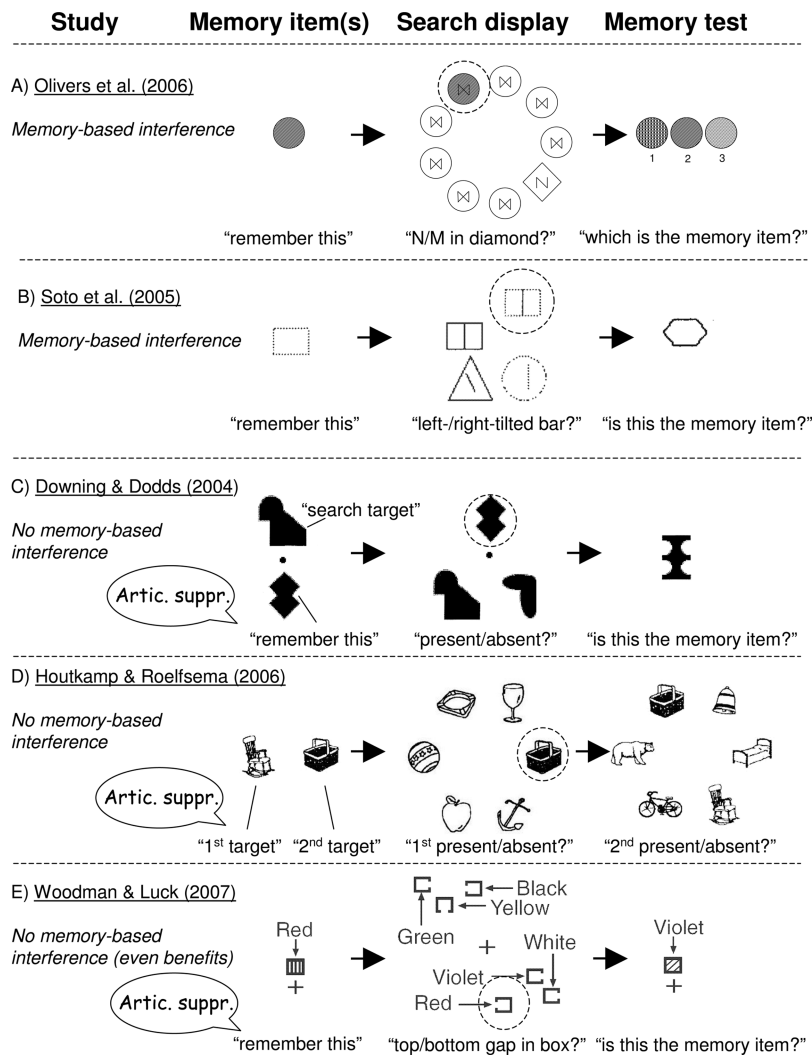 Study Memory item(s) Search display Memory test
A) Olivers et al. (2006)
Memory-based interference
1 2 3
“remember this” “N/M in diamond?” “which is the memory item?”
B) Soto et al. (2005)
Memory-based interference
“remember this” “left-/right-tilted bar?” “is this the memory item?”
C) Downing & Dodds (2004)
“search target”
No memory-based
interference
Artic. suppr.
“remember this” “present/absent?” “is this the memory item?”
D) Houtkamp & Roelfsema (2006)
No memory-based
interference
Artic. suppr.
“1st target” “2nd target” “1st present/absent?” “2nd present/absent?”
E) Woodman & Luck (2007)
Black
Yellow
No memory-based
interference (even benefits)
Red
Green
White
Violet
Violet
Red
Artic. suppr.
“remember this” “top/bottom gap in box?” “is this the memory item?”